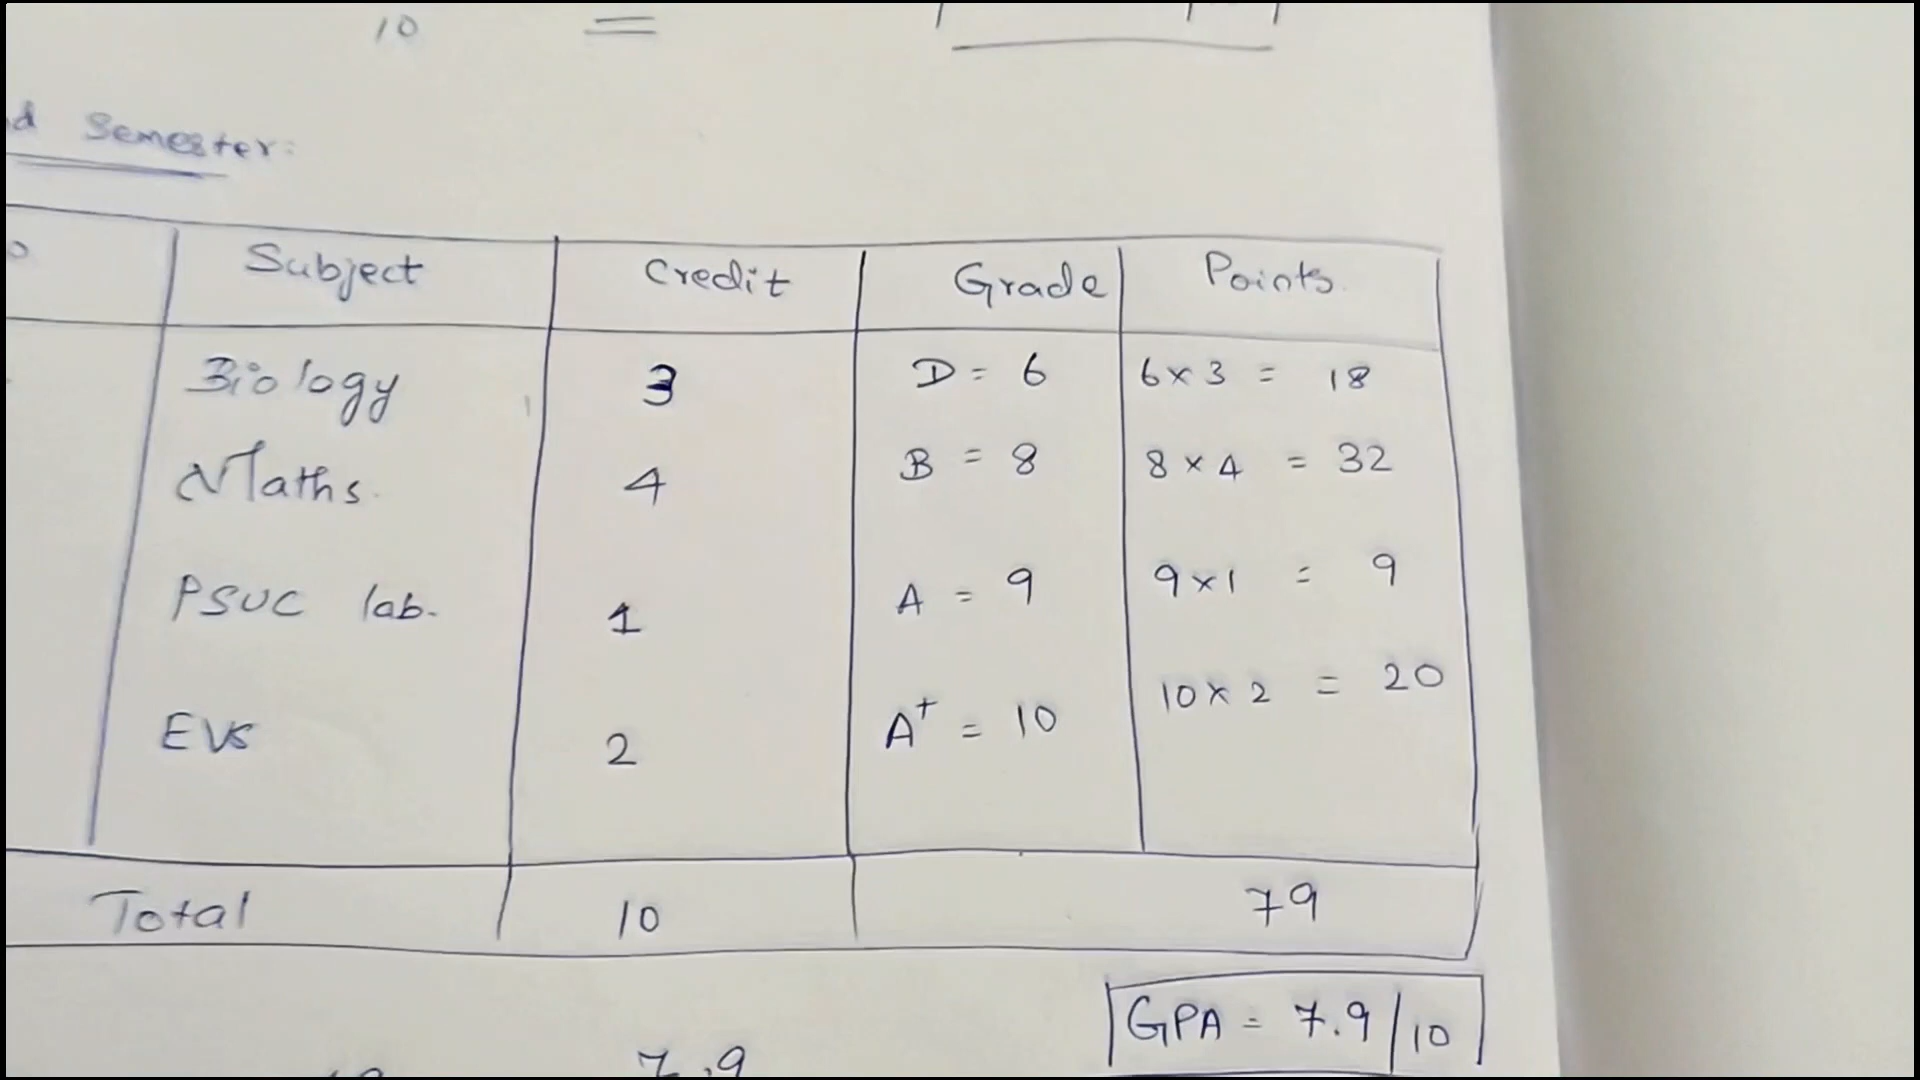 10 =
d Semester:
o Subject Credit Grade Points.
Biology 3 D = 6 6 x 3 = 18
Maths. 4 B = 8 8 x 4 = 32
PSUC lab. 1 A = 9 9 x 1 = 9
EVS 2 A+ = 10 10 x 2 = 20
Total 10 79
GPA = 7.9/10
7.9